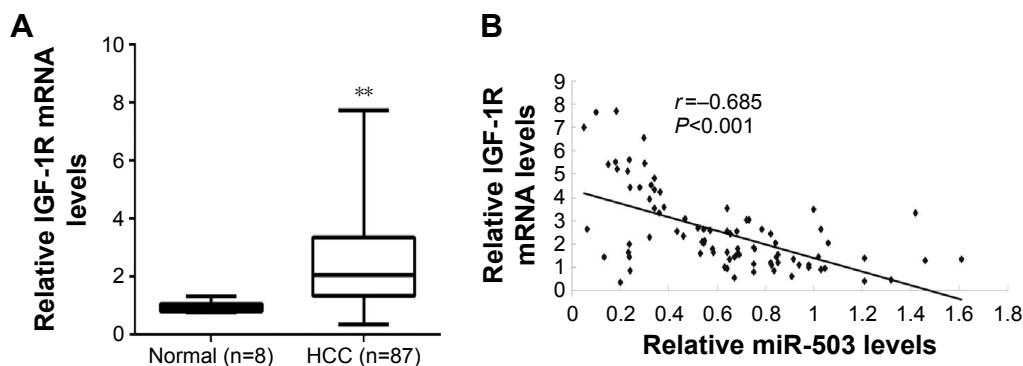 A
Relative IGF-1R mRNA
levels
10
8
6
4
2
0
**
Normal (n=8)
HCC (n=87)
B
Relative IGF-1R
mRNA levels
9
8
7
6
5
4
3
2
1
0
r=–0.685
P<0.001
0 0.2 0.4 0.6 0.8 1 1.2 1.4 1.6 1.8
Relative miR-503 levels